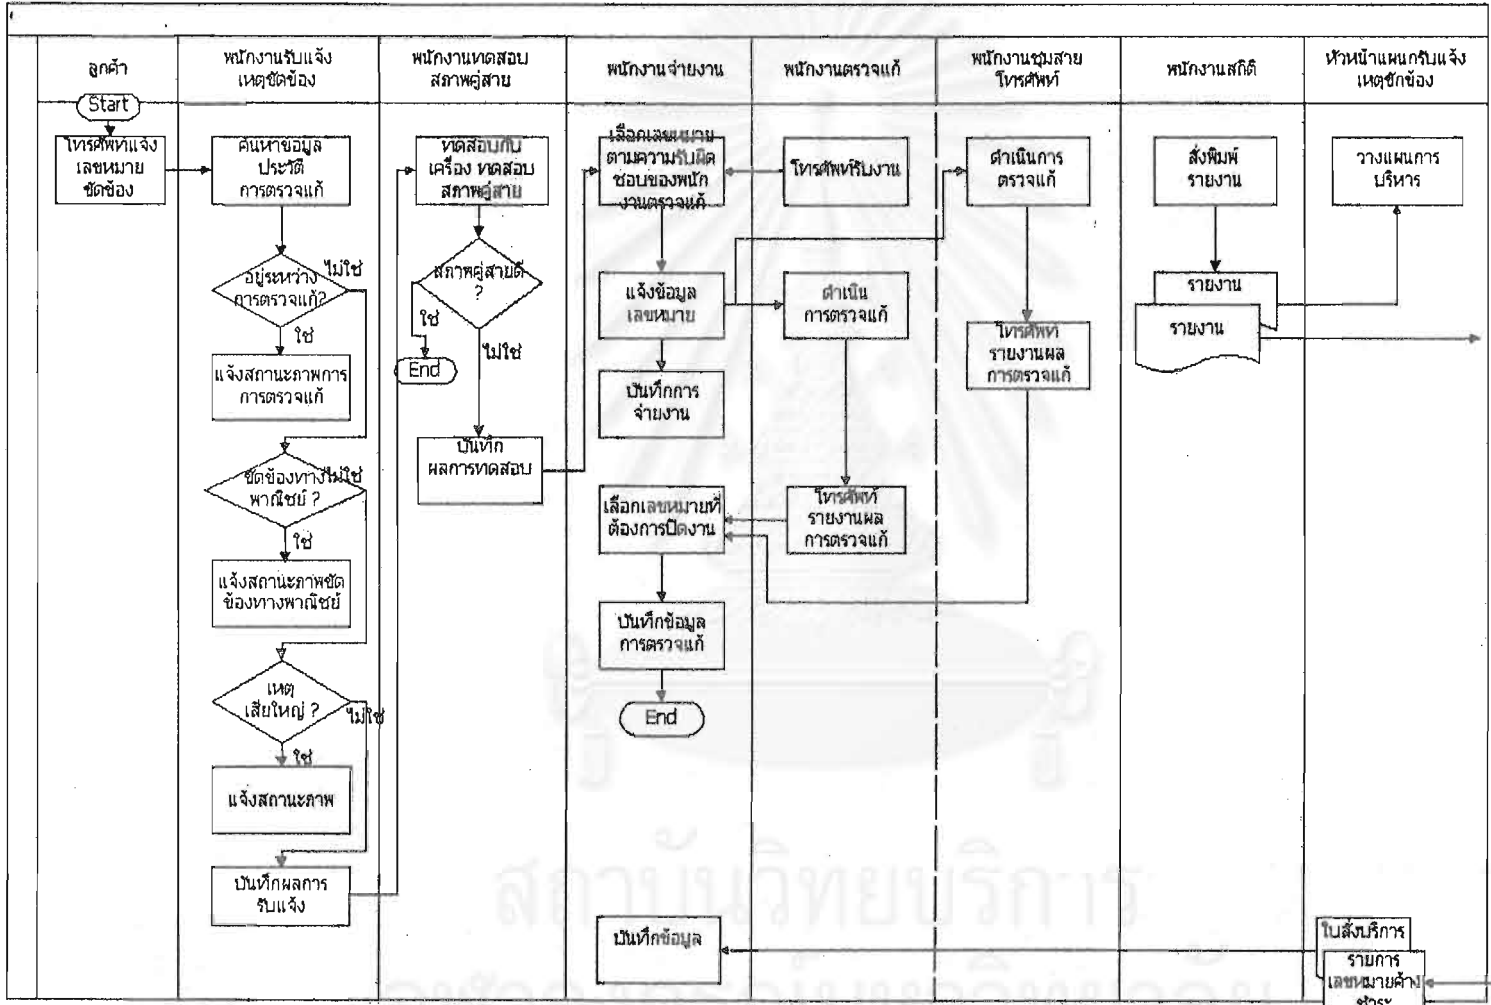 ลูกค้า
พนักงานรับแจ้ง
เหตุขัดข้อง
พนักงานทดสอบ
สภาพคู่สาย
พนักงานจ่ายงาน
พนักงานตรวจแก้
พนักงานชุมสาย
โทรศัพท์
พนักงานสถิติ
หัวหน้าแผนกรับแจ้ง
เหตุขัดข้อง
Start
โทรศัพท์แจ้ง
เลขหมาย
ขัดข้อง
ค้นหาข้อมูล
ประวัติ
การตรวจแก้
อยู่ระหว่าง
การตรวจแก้?
ไม่ใช่
ใช่
แจ้งสถานะภาพการ
การตรวจแก้
ขัดข้องทาง
พาณิชย์ ?
ไม่ใช่
ใช่
แจ้งสถานะภาพขัด
ข้องทางพาณิชย์
เหตุ
เสียใหญ่ ?
ไม่ใช่
ใช่
แจ้งสถานะภาพ
บันทึกผลการ
รับแจ้ง
ทดสอบกับ
เครื่อง ทดสอบ
สภาพคู่สาย
สภาพคู่สายดี
?
ใช่
ไม่ใช่
End
บันทึก
ผลการทดสอบ
เลือกเลขหมาย
ตามความรับผิด
ชอบของพนัก
งานตรวจแก้
แจ้งข้อมูล
เลขหมาย
บันทึกการ
จ่ายงาน
เลือกเลขหมายที่
ต้องการปิดงาน
บันทึกข้อมูล
การตรวจแก้
End
บันทึกข้อมูล
โทรศัพท์รับงาน
ดำเนิน
การตรวจแก้
โทรศัพท์
รายงานผล
การตรวจแก้
ดำเนินการ
ตรวจแก้
โทรศัพท์
รายงานผล
การตรวจแก้
สั่งพิมพ์
รายงาน
รายงาน
รายงาน
วางแผนการ
บริหาร
ใบสั่งบริการ
รายการ
เลขหมายค้าง
ชำระ
สถาบันวิทยบริการ